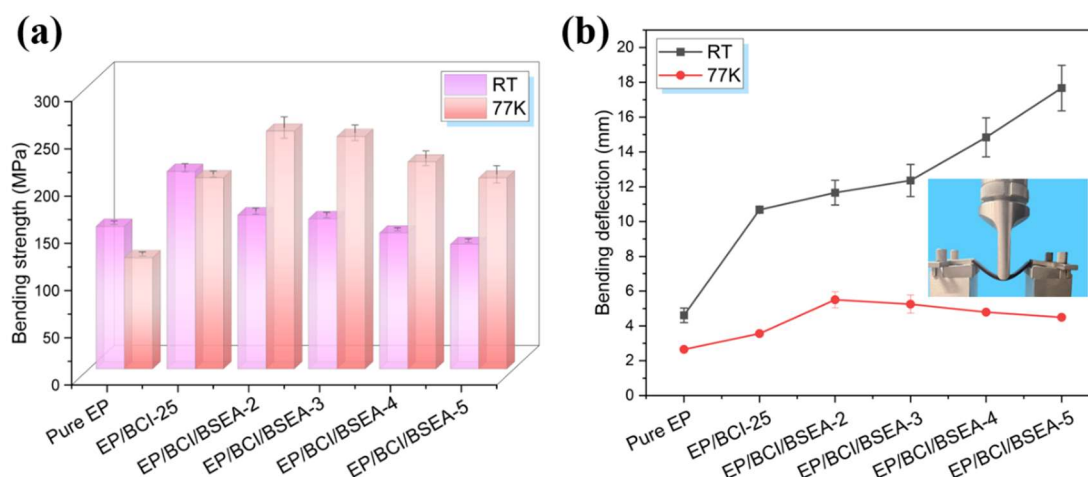 (a)
RT
77K
Bending strength (MPa)
300
250
200
150
100
50
0
Pure EP
EP/BCI-25
EP/BCI/BSEA-2
EP/BCI/BSEA-3
EP/BCI/BSEA-4
EP/BCI/BSEA-5
(b)
RT
77K
Bending deflection (mm)
20
18
16
14
12
10
8
6
4
2
0
Pure EP
EP/BCI-25
EP/BCI/BSEA-2
EP/BCI/BSEA-3
EP/BCI/BSEA-4
EP/BCI/BSEA-5